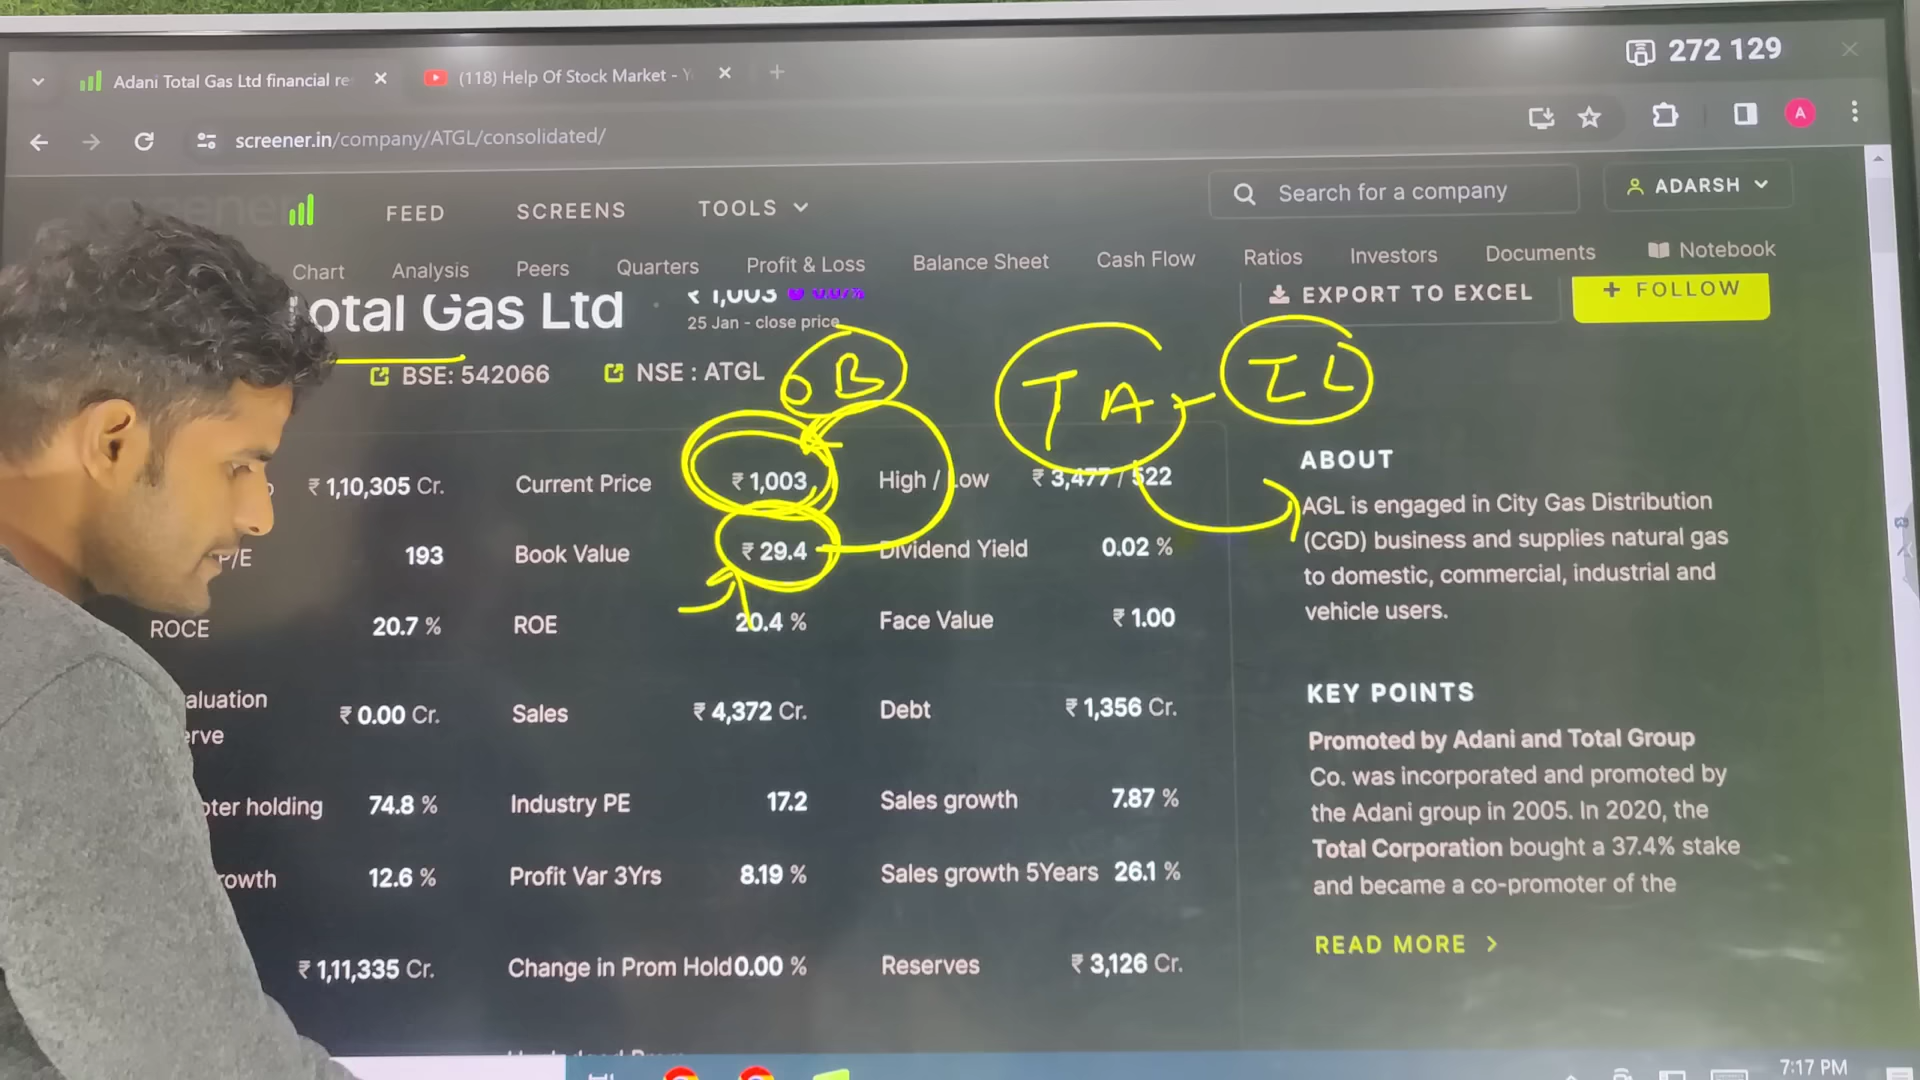 272 129
Adani Total Gas Ltd financial re
(118) Help Of Stock Market - Y
screener.in/company/ATGL/consolidated/
A
FEED
SCREENS
TOOLS
Search for a company
ADARSH
Chart
Analysis
Peers
Quarters
Profit & Loss
Balance Sheet
Cash Flow
Ratios
Investors
Documents
Notebook
otal Gas Ltd
₹ 1,003
0.07%
25 Jan - close price
EXPORT TO EXCEL
+ FOLLOW
BSE: 542066
NSE : ATGL
B
TA - TL
₹ 1,10,305 Cr.
Current Price
₹ 1,003
High / Low
₹ 3,477 / 522
P/E
193
Book Value
₹ 29.4
Dividend Yield
0.02 %
ROCE
20.7 %
ROE
20.4 %
Face Value
₹ 1.00
aluation
erve
₹ 0.00 Cr.
Sales
₹ 4,372 Cr.
Debt
₹ 1,356 Cr.
oter holding
74.8 %
Industry PE
17.2
Sales growth
7.87 %
rowth
12.6 %
Profit Var 3Yrs
8.19 %
Sales growth 5Years
26.1 %
₹ 1,11,335 Cr.
Change in Prom Hold
0.00 %
Reserves
₹ 3,126 Cr.
ABOUT
AGL is engaged in City Gas Distribution
(CGD) business and supplies natural gas
to domestic, commercial, industrial and
vehicle users.
KEY POINTS
Promoted by Adani and Total Group
Co. was incorporated and promoted by
the Adani group in 2005. In 2020, the
Total Corporation bought a 37.4% stake
and became a co-promoter of the
READ MORE >
7:17 PM